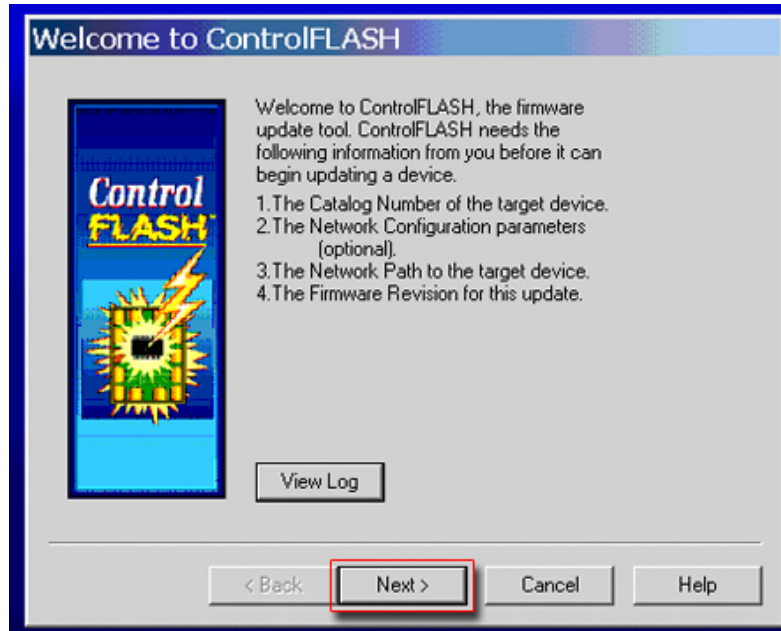 Welcome to ControlFLASH
Control
FLASH
Welcome to ControlFLASH, the firmware
update tool. ControlFLASH needs the
following information from you before it can
begin updating a device.
1.The Catalog Number of the target device.
2.The Network Configuration parameters
(optional).
3.The Network Path to the target device.
4.The Firmware Revision for this update.
View Log
< Back Next > Cancel Help